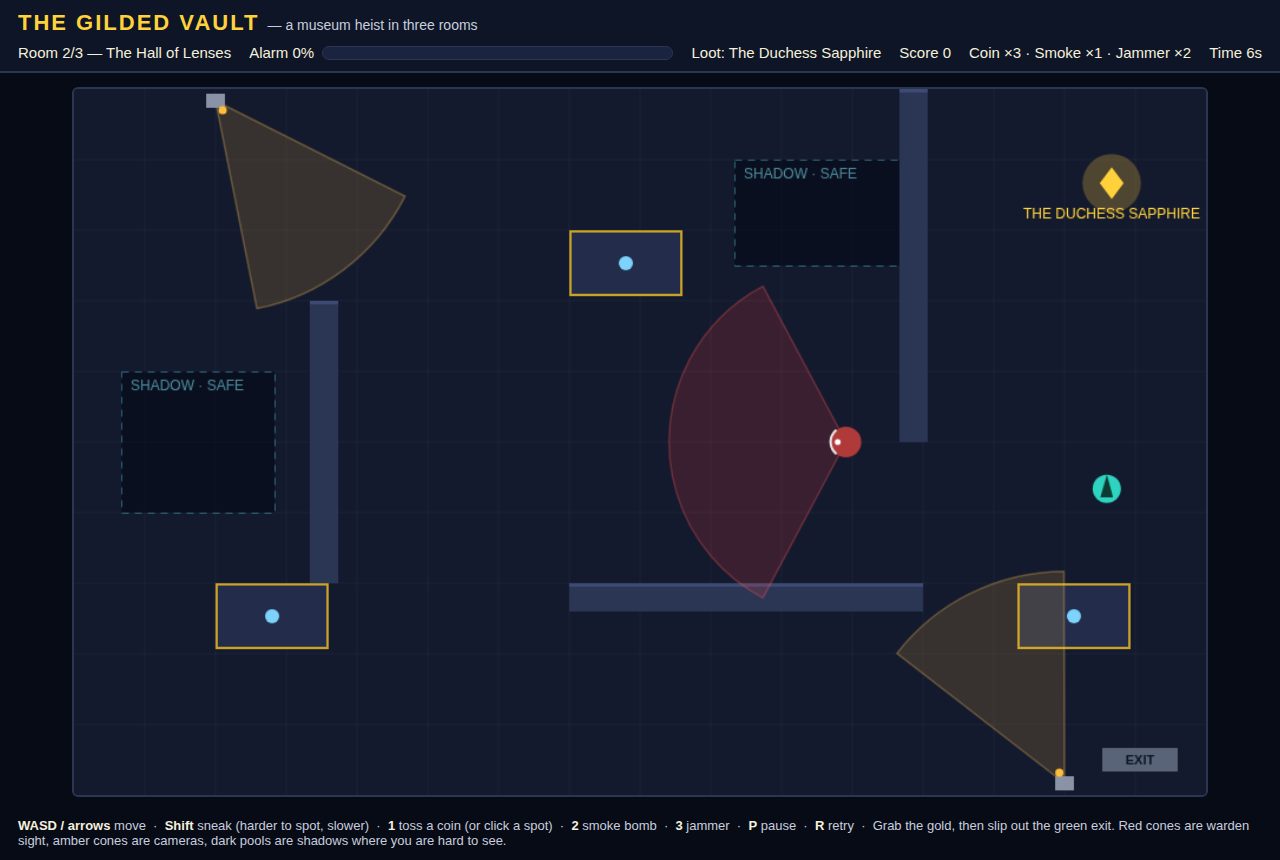 THE GILDED VAULT — a museum heist in three rooms
Room 2/3 — The Hall of Lenses Alarm 0% Loot: The Duchess Sapphire Score 0 Coin ×3 · Smoke ×1 · Jammer ×2 Time 6s
SHADOW · SAFE
THE DUCHESS SAPPHIRE
SHADOW · SAFE
EXIT
WASD / arrows move · Shift sneak (harder to spot, slower) · 1 toss a coin (or click a spot) · 2 smoke bomb · 3 jammer · P pause · R retry · Grab the gold, then slip out the green exit. Red cones are warden
sight, amber cones are cameras, dark pools are shadows where you are hard to see.